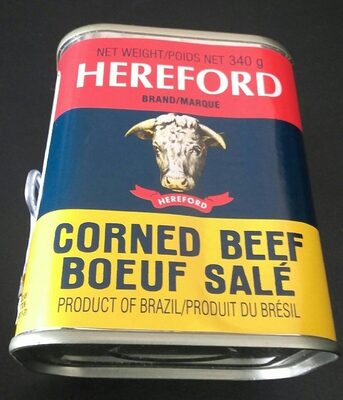 NET WEIGHT/POIDS NET 340 g
HEREFORD
BRAND/MARQUE
HEREFORD
CORNED BEEF
BOEUF SALÉ
PRODUCT OF BRAZIL/PRODUIT DU BRÉSIL